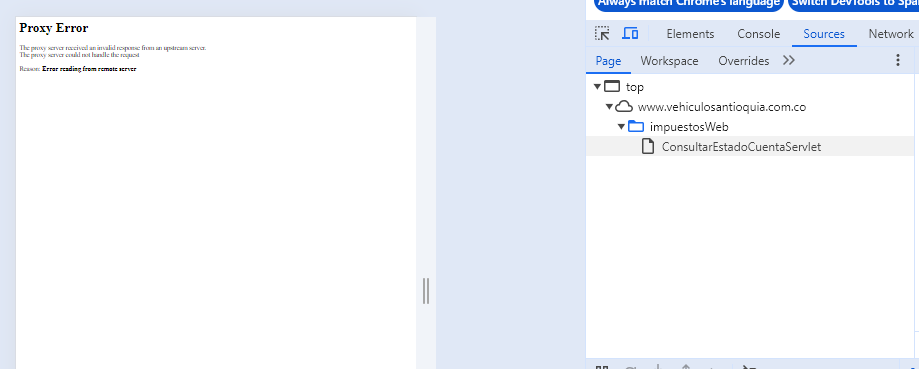 Always match Chrome's language
Switch DevTools to Spa
Proxy Error
The proxy server received an invalid response from an upstream server.
The proxy server could not handle the request
Reason: Error reading from remote server
Elements
Console
Sources
Network
Page
Workspace
Overrides
top
www.vehiculosantioquia.com.co
impuestosWeb
ConsultarEstadoCuentaServlet